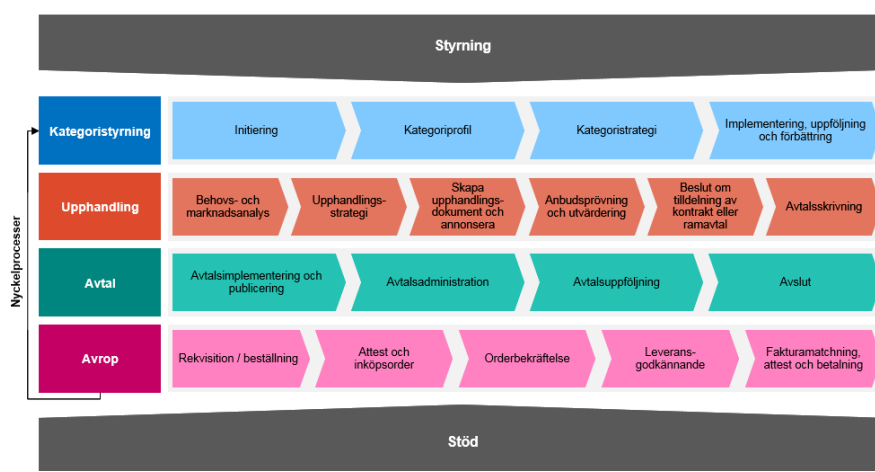 Styrning
Nyckelprocesser
Kategoristyrning
Initiering
Kategoriprofil
Kategoristrategi
Implementering, uppföljning
och förbättring
Upphandling
Behovs- och
marknadsanalys
Upphandlings-
strategi
Skapa
upphandlings-
dokument och
annonsera
Anbudsprövning
och utvärdering
Beslut om
tilldelning av
kontrakt eller
ramavtal
Avtalsskrivning
Avtal
Avtalsimplementering och
publicering
Avtalsadministration
Avtalsuppföljning
Avslut
Avrop
Rekvisition / beställning
Attest och
inköpsorder
Orderbekräftelse
Leverans-
godkännande
Fakturamatchning,
attest och betalning
Stöd